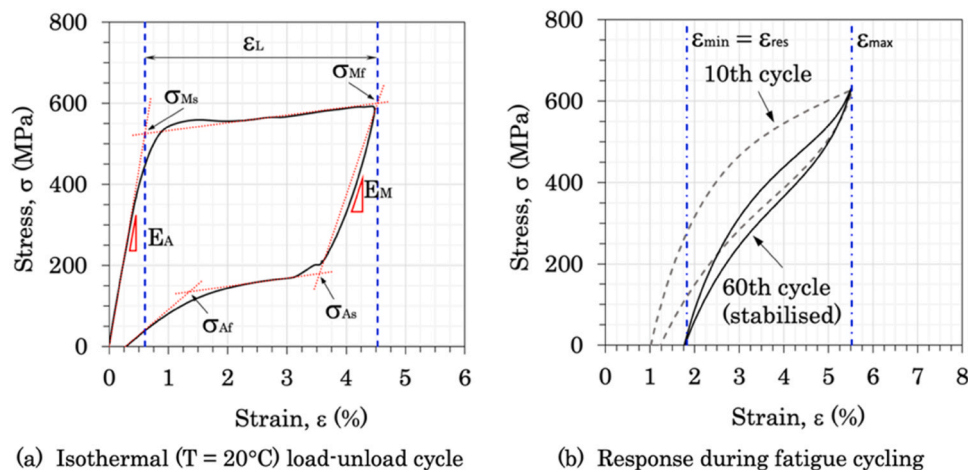 800
600
400
200
0
Stress, σ (MPa)
0 1 2 3 4 5 6
Strain, ε (%)
εL
σMs
σMf
EA
EM
σAf
σAs
(a) Isothermal (T = 20°C) load-unload cycle
800
600
400
200
0
Stress, σ (MPa)
0 1 2 3 4 5 6 7 8
Strain, ε (%)
εmin = εres
εmax
10th cycle
60th cycle
(stabilised)
(b) Response during fatigue cycling